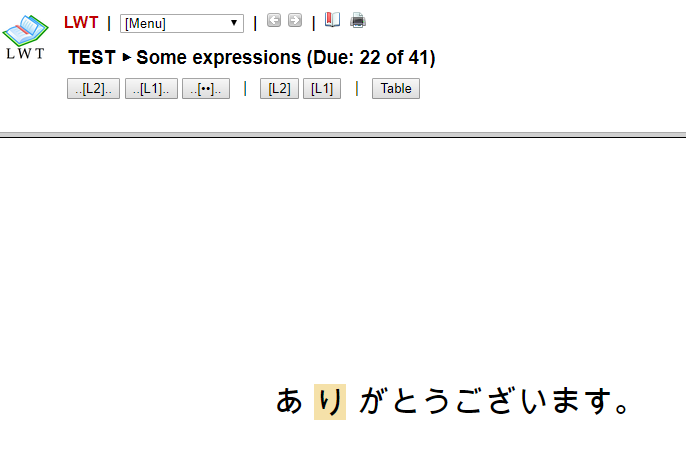 LWT | [Menu] | |
LWT
TEST ▸ Some expressions (Due: 22 of 41)
..[L2].. ..[L1].. ..[••].. | [L2] [L1] | Table
あ り がとうございます。